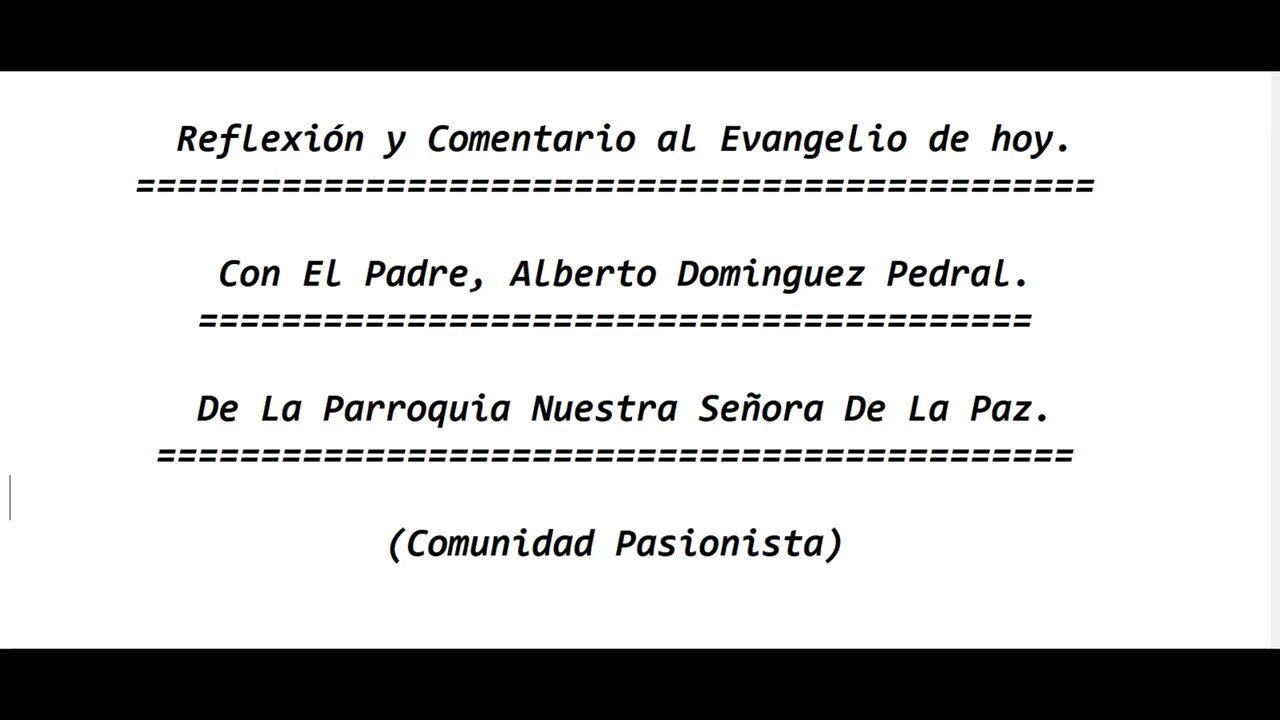 Reflexión y Comentario al Evangelio de hoy.
==============================================
Con El Padre, Alberto Dominguez Pedral.
========================================
De La Parroquia Nuestra Señora De La Paz.
============================================
(Comunidad Pasionista)